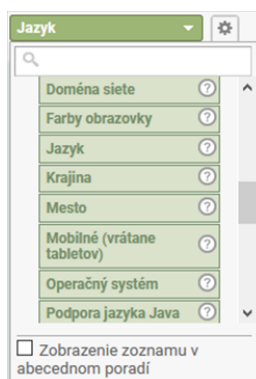 Jazyk
Doména siete
Farby obrazovky
Jazyk
Krajina
Mesto
Mobilné (vrátane
tabletov)
Operačný systém
Podpora jazyka Java
Zobrazenie zoznamu v
abecednom poradí